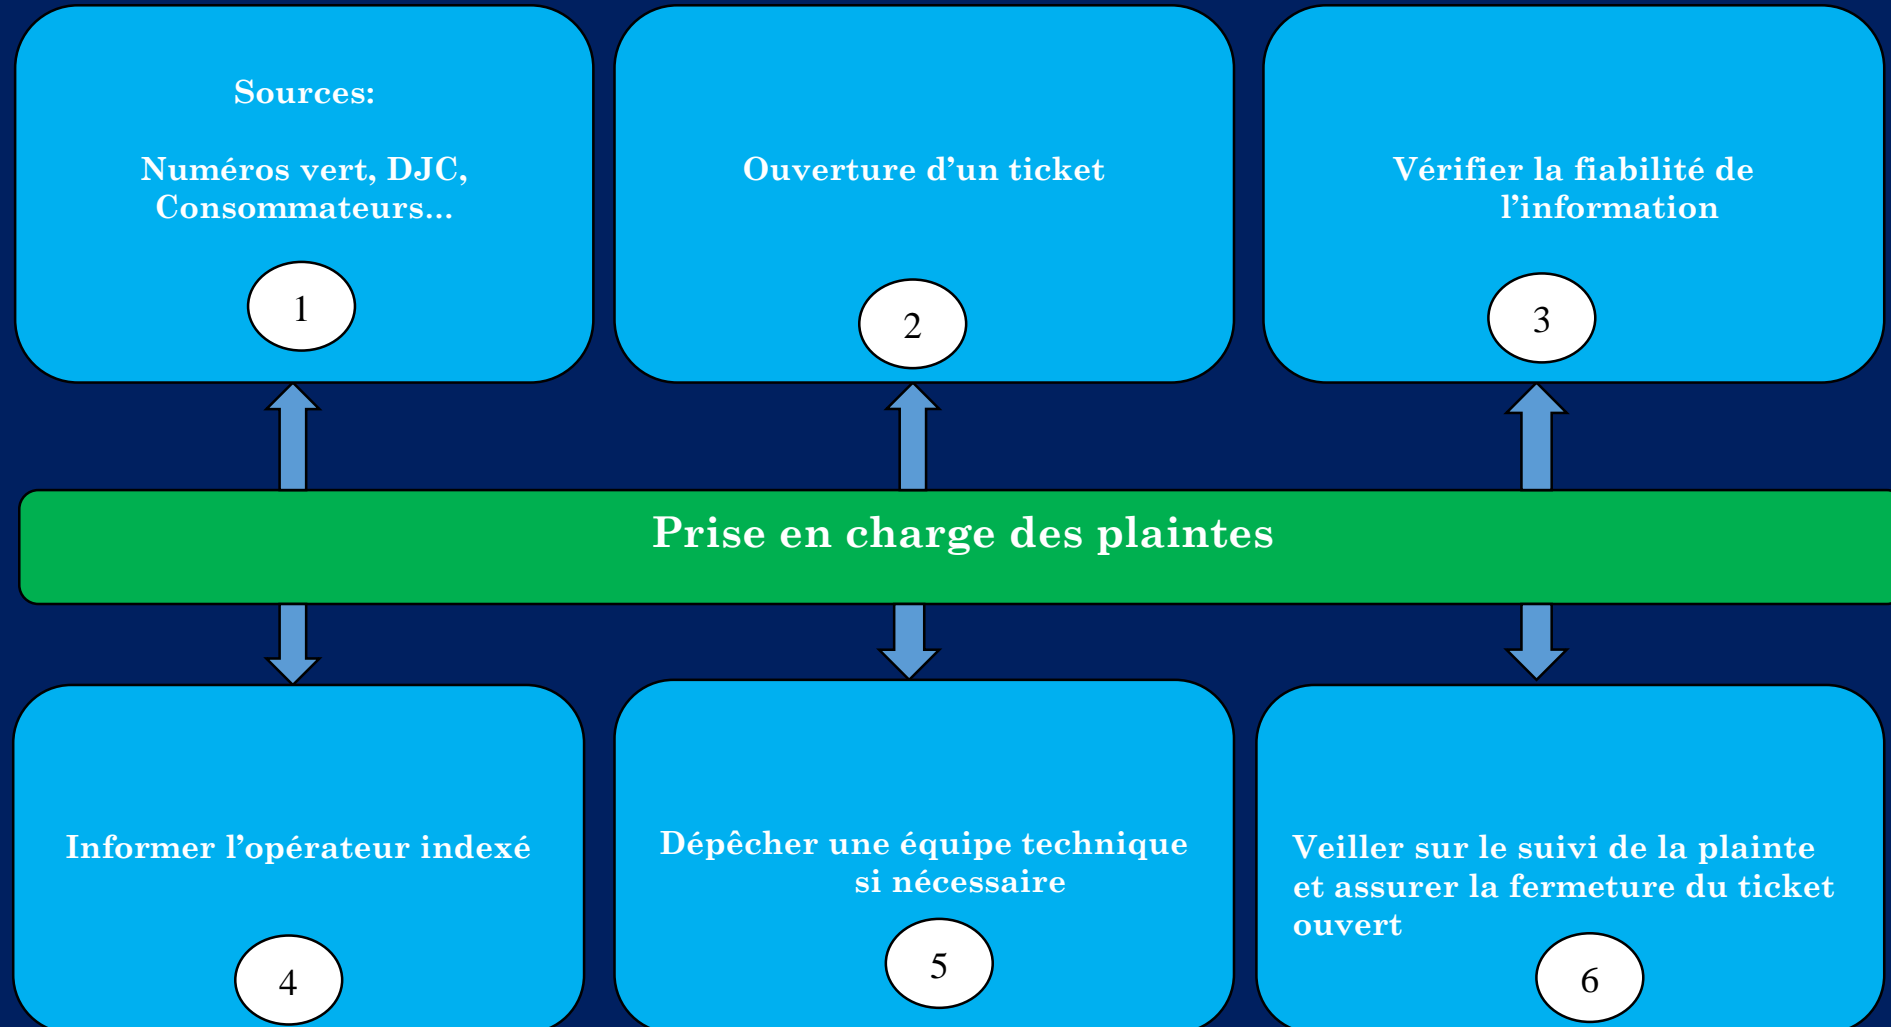 Sources:
Numéros vert, DJC,
Consommateurs...
1
Ouverture d’un ticket
2
Vérifier la fiabilité de
l’information
3
Prise en charge des plaintes
Informer l’opérateur indexé
4
Dépêcher une équipe technique
si nécessaire
5
Veiller sur le suivi de la plainte
et assurer la fermeture du ticket
ouvert
6